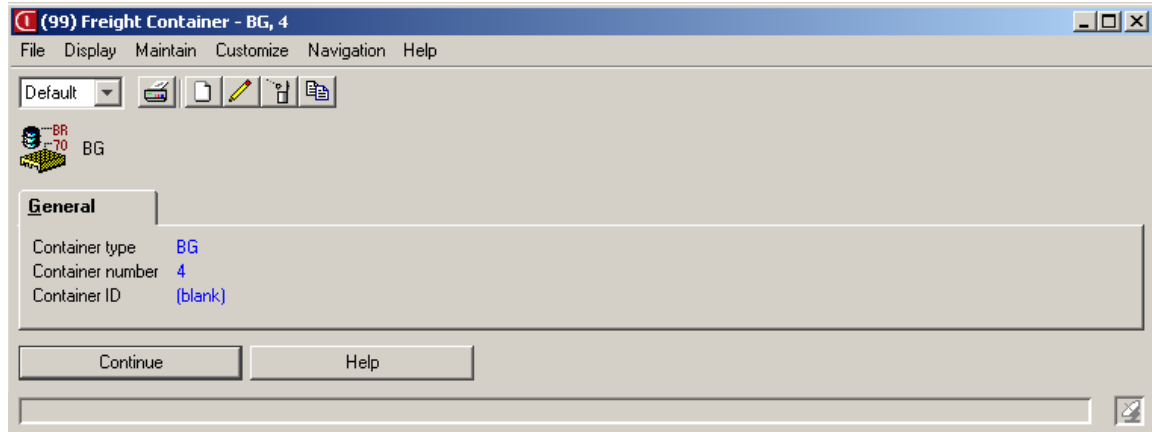 (99) Freight Container - BG, 4
File Display Maintain Customize Navigation Help
Default
BR
70
BG
General
Container type BG
Container number 4
Container ID (blank)
Continue Help